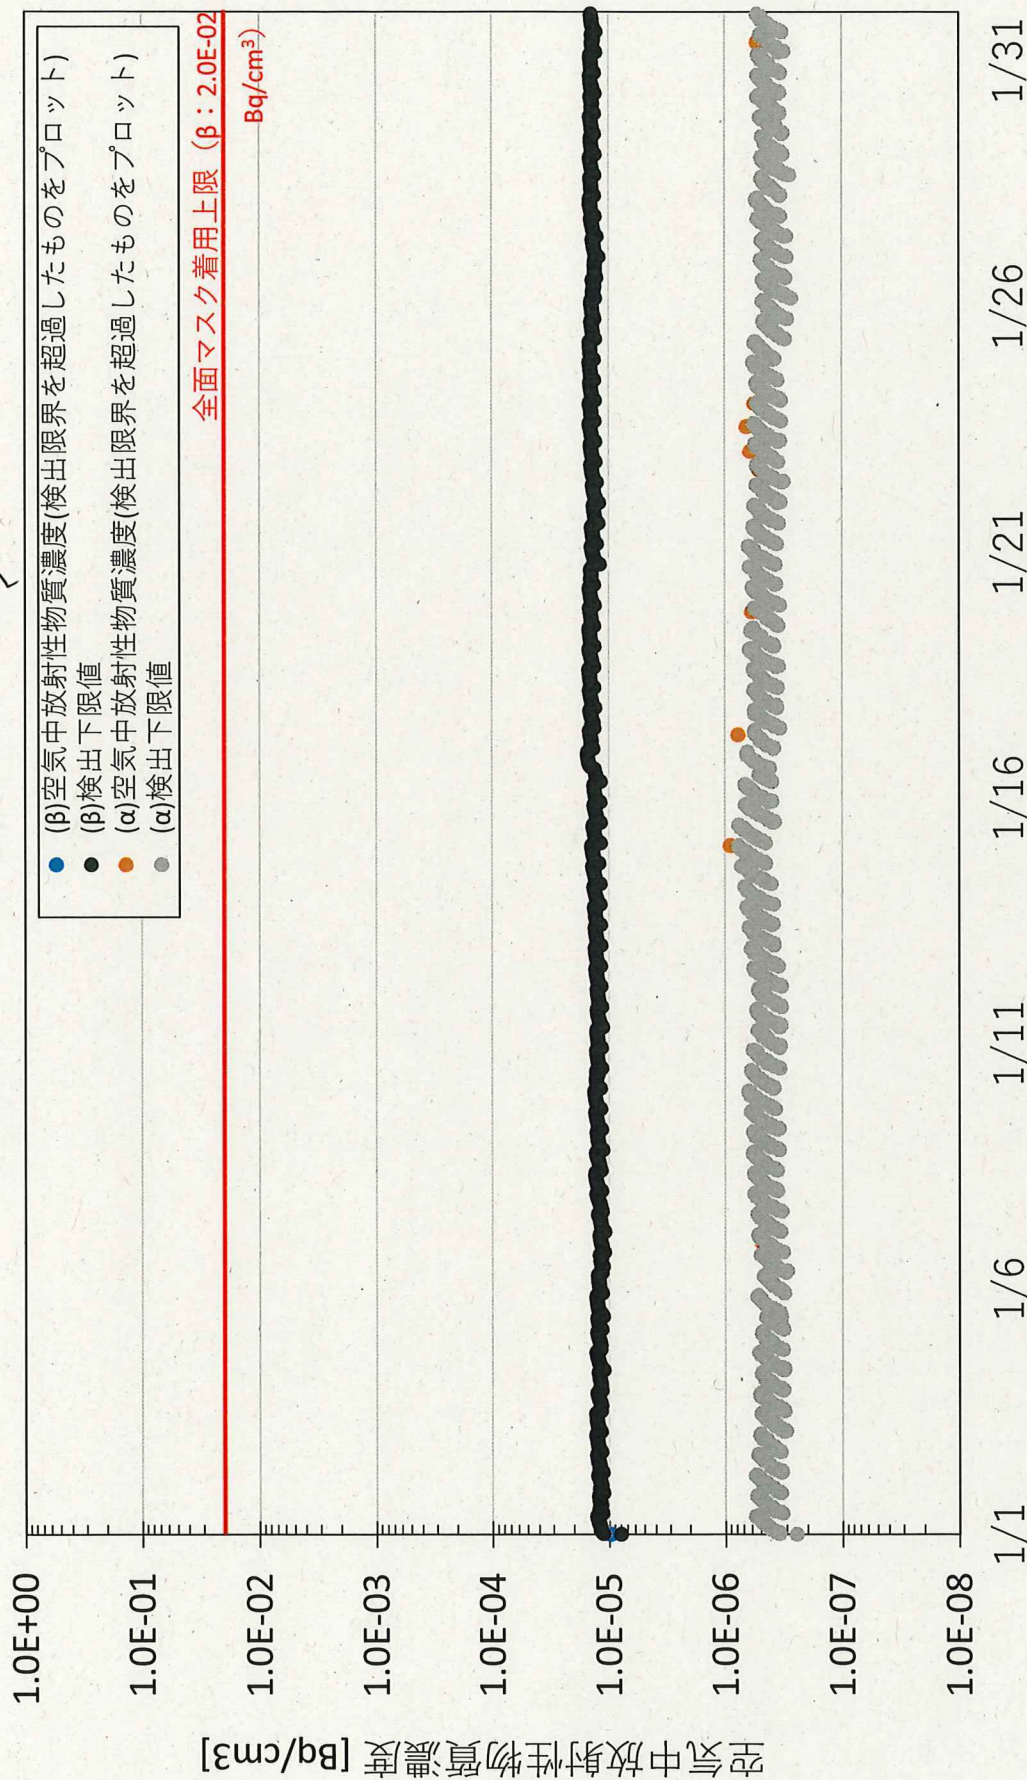 (β)空気中放射性物質濃度(検出限界を超過したものをプロット)
(β)検出下限値
(α)空気中放射性物質濃度(検出限界を超過したものをプロット)
(α)検出下限値
全面マスク着用上限（β：2.0E-02
Bq/cm³）
1.0E+00
1.0E-01
1.0E-02
1.0E-03
1.0E-04
1.0E-05
1.0E-06
1.0E-07
1.0E-08
空気中放射性物質濃度 [Bq/cm3]
1/1
1/6
1/11
1/16
1/21
1/26
1/31